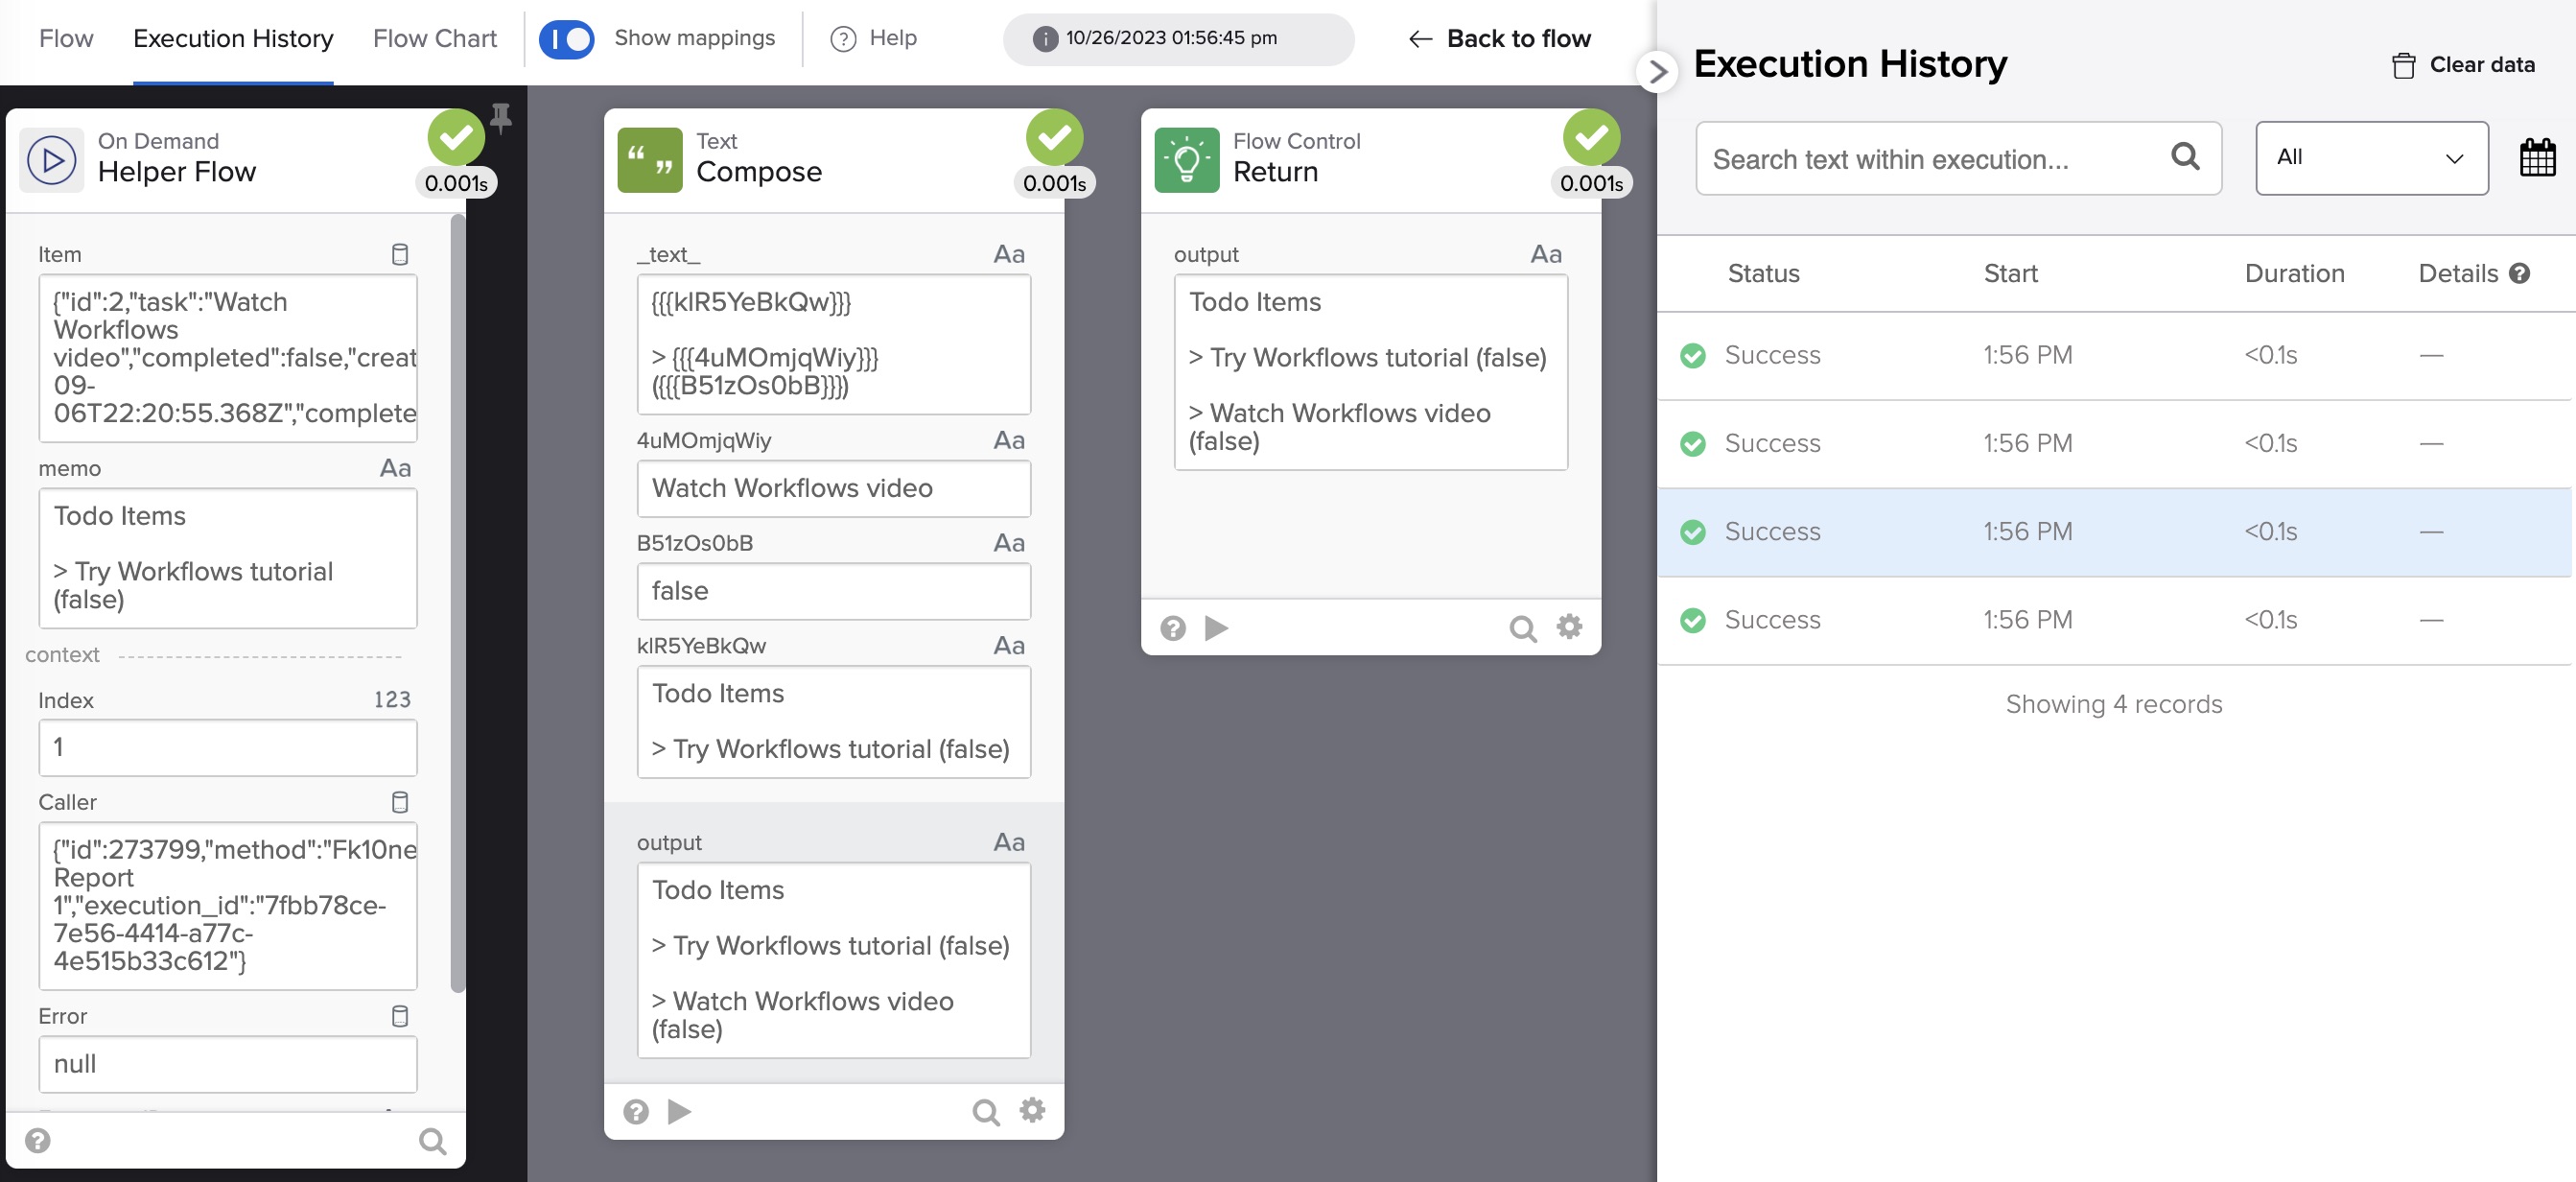 Flow
Execution History
Flow Chart
Show mappings
Help
10/26/2023 01:56:45 pm
Back to flow
On Demand
Helper Flow
0.001s
Item
{"id":2,"task":"Watch
Workflows
video","completed":false,"creat
09-
06T22:20:55.368Z","complete
memo
Aa
Todo Items
> Try Workflows tutorial
(false)
context
Index
123
1
Caller
{"id":273799,"method":"Fk10ne
Report
1","execution_id":"7fbb78ce-
7e56-4414-a77c-
4e515b33c612"}
Error
null
“ ”
Text
Compose
0.001s
_text_
Aa
{{{klR5YeBkQw}}}
> {{{4uMOmjqWiy}}}
({{{B51zOs0bB}}})
4uMOmjqWiy
Aa
Watch Workflows video
B51zOs0bB
Aa
false
klR5YeBkQw
Aa
Todo Items
> Try Workflows tutorial (false)
output
Aa
Todo Items
> Try Workflows tutorial (false)
> Watch Workflows video
(false)
Flow Control
Return
0.001s
output
Aa
Todo Items
> Try Workflows tutorial (false)
> Watch Workflows video
(false)
Execution History
Clear data
Search text within execution...
All
Status Start Duration Details
Success 1:56 PM <0.1s —
Success 1:56 PM <0.1s —
Success 1:56 PM <0.1s —
Success 1:56 PM <0.1s —
Showing 4 records